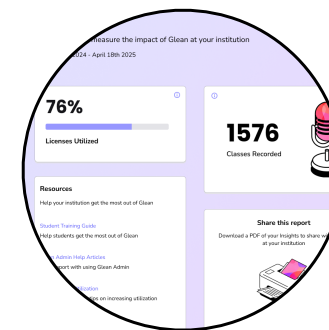 measure the impact of Glean at your institution
2024 - April 18th 2025
76%
Licenses Utilized
1576
Classes Recorded
Resources
Help your institution get the most out of Glean
Student Training Guide
Help students get the most out of Glean
Admin Help Articles
with using Glean Admin
on increasing utilization
Share this report
Download a PDF of your Insights to share
at your institution